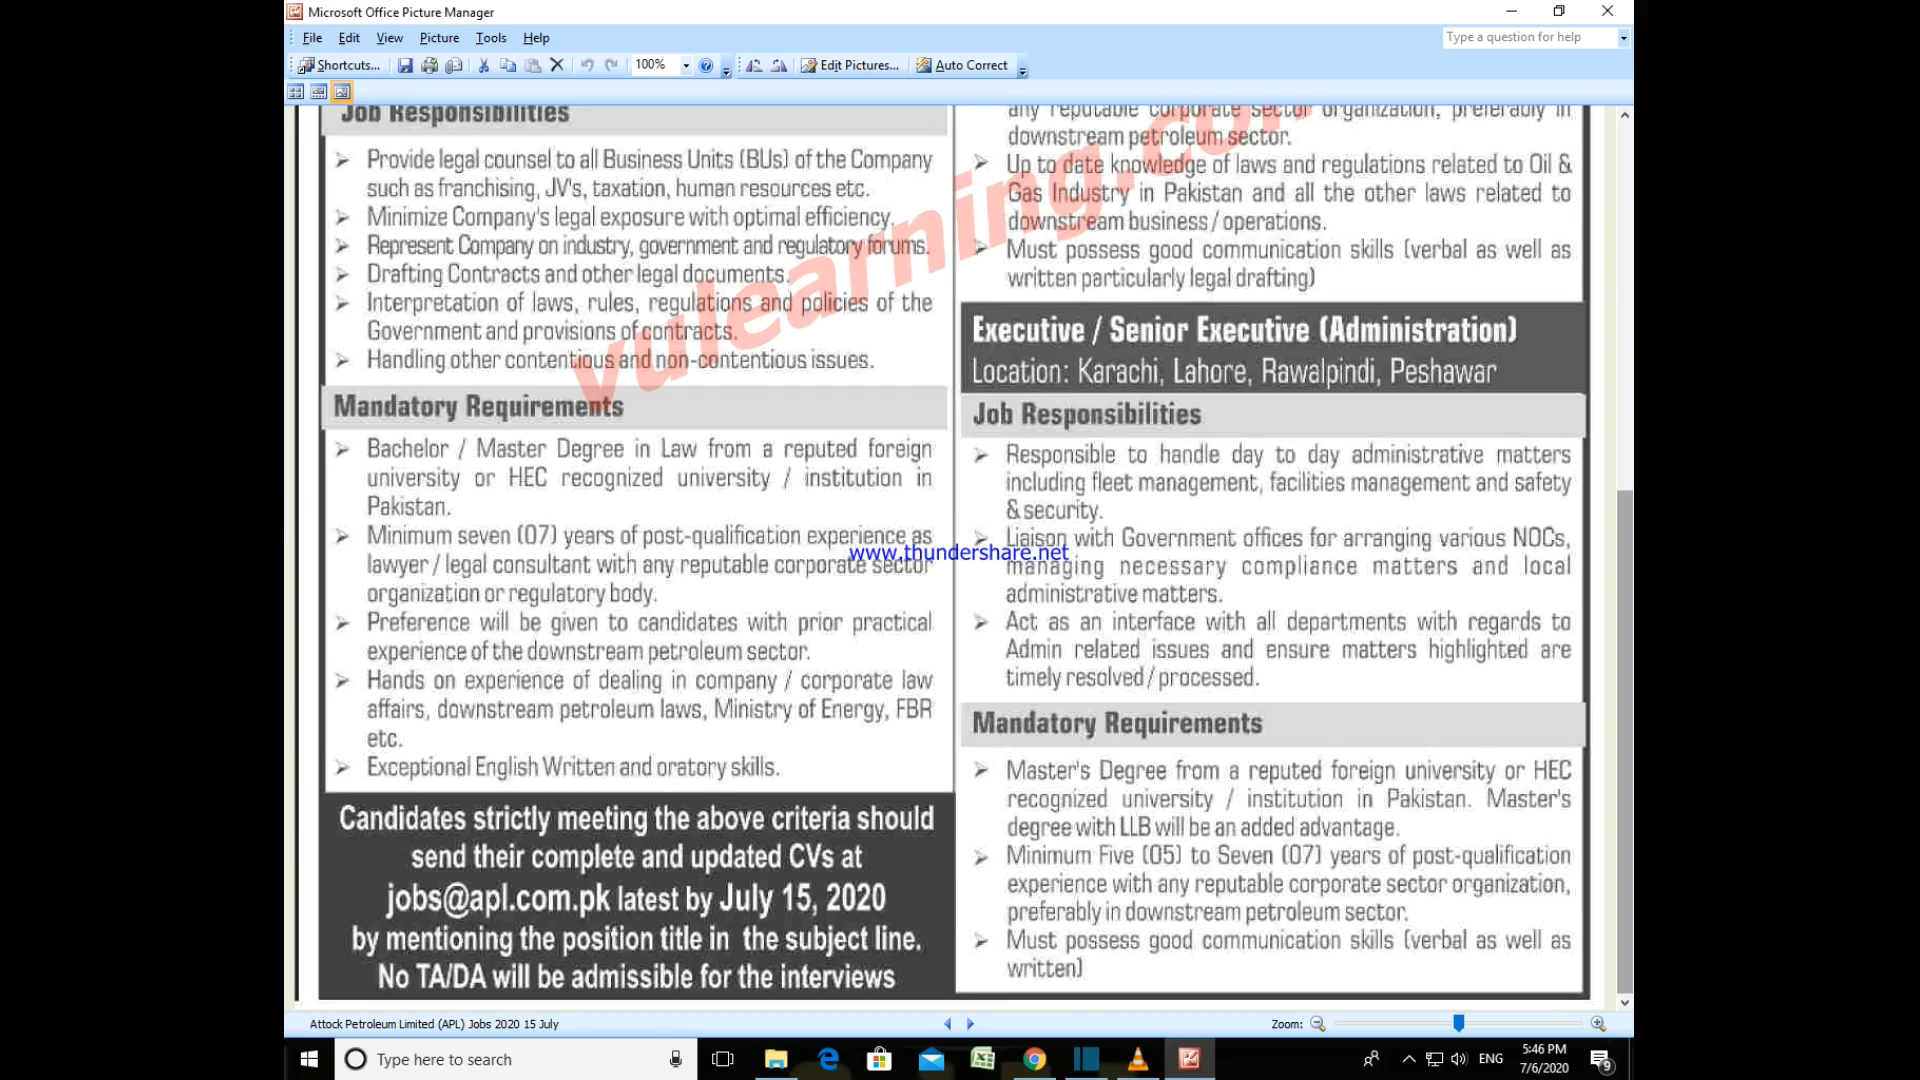 Microsoft Office Picture Manager
File Edit View Picture Tools Help
Type a question for help
Shortcuts... 100% Edit Pictures... Auto Correct
Job Responsibilities
Provide legal counsel to all Business Units (BUs) of the Company
such as franchising, JV's, taxation, human resources etc.
Minimize Company's legal exposure with optimal efficiency.
Represent Company on industry, government and regulatory forums.
Drafting Contracts and other legal documents.
Interpretation of laws, rules, regulations and policies of the
Government and provisions of contracts.
Handling other contentious and non-contentious issues.
Mandatory Requirements
Bachelor / Master Degree in Law from a reputed foreign
university or HEC recognized university / institution in
Pakistan.
Minimum seven (07) years of post-qualification experience as
lawyer / legal consultant with any reputable corporate sector
organization or regulatory body.
Preference will be given to candidates with prior practical
experience of the downstream petroleum sector.
Hands on experience of dealing in company / corporate law
affairs, downstream petroleum laws, Ministry of Energy, FBR
etc.
Exceptional English Written and oratory skills.
Candidates strictly meeting the above criteria should
send their complete and updated CVs at
jobs@apl.com.pk latest by July 15, 2020
by mentioning the position title in the subject line.
No TA/DA will be admissible for the interviews
any reputable corporate sector organization, preferably in
downstream petroleum sector.
Up to date knowledge of laws and regulations related to Oil &
Gas Industry in Pakistan and all the other laws related to
downstream business / operations.
Must possess good communication skills (verbal as well as
written particularly legal drafting)
Executive / Senior Executive (Administration)
Location: Karachi, Lahore, Rawalpindi, Peshawar
Job Responsibilities
Responsible to handle day to day administrative matters
including fleet management, facilities management and safety
& security.
Liaison with Government offices for arranging various NOCs,
managing necessary compliance matters and local
administrative matters.
Act as an interface with all departments with regards to
Admin related issues and ensure matters highlighted are
timely resolved / processed.
Mandatory Requirements
Master's Degree from a reputed foreign university or HEC
recognized university / institution in Pakistan. Master's
degree with LLB will be an added advantage.
Minimum Five (05) to Seven (07) years of post-qualification
experience with any reputable corporate sector organization,
preferably in downstream petroleum sector.
Must possess good communication skills (verbal as well as
written)
vulearning.com
www.thundershare.net
Attock Petroleum Limited (APL) Jobs 2020 15 July
Zoom:
Type here to search
ENG
5:46 PM
7/6/2020
9